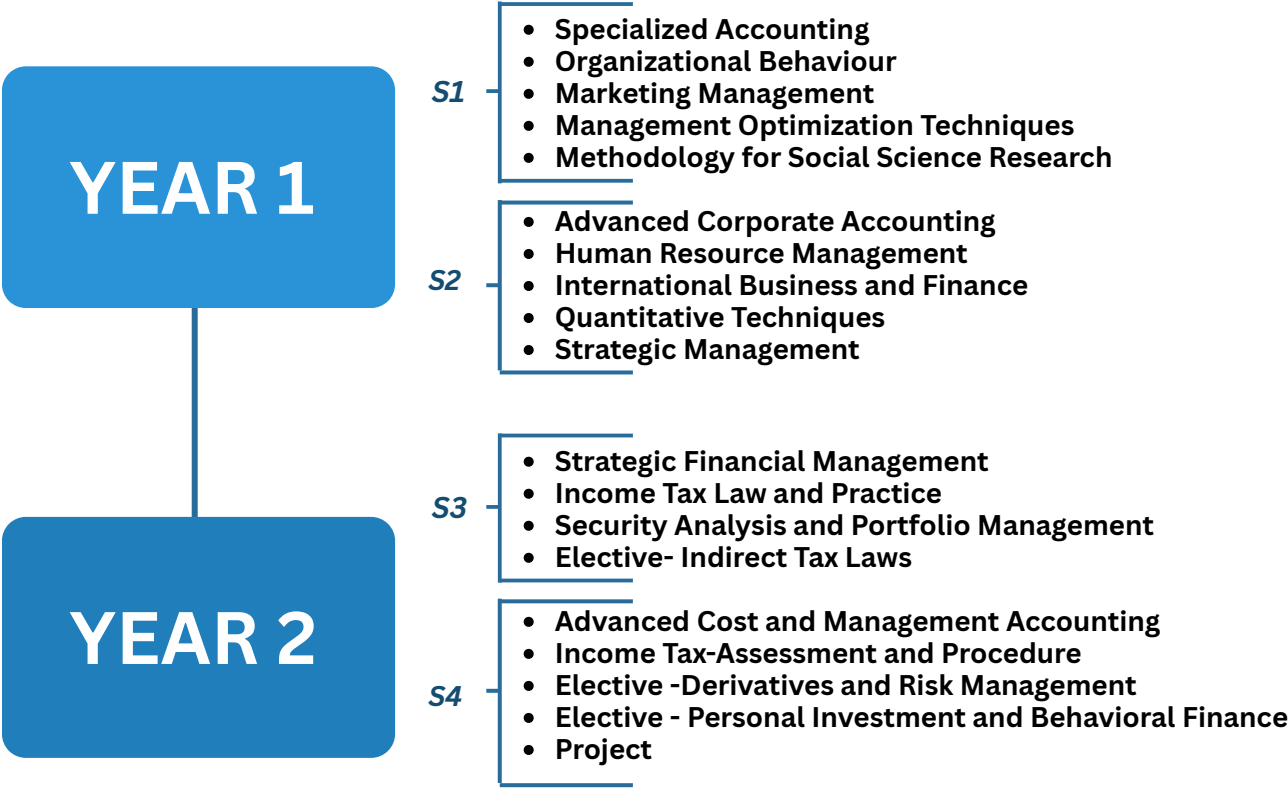 YEAR 1
S1
• Specialized Accounting
• Organizational Behaviour
• Marketing Management
• Management Optimization Techniques
• Methodology for Social Science Research
S2
• Advanced Corporate Accounting
• Human Resource Management
• International Business and Finance
• Quantitative Techniques
• Strategic Management
YEAR 2
S3
• Strategic Financial Management
• Income Tax Law and Practice
• Security Analysis and Portfolio Management
• Elective- Indirect Tax Laws
S4
• Advanced Cost and Management Accounting
• Income Tax-Assessment and Procedure
• Elective -Derivatives and Risk Management
• Elective - Personal Investment and Behavioral Finance
• Project